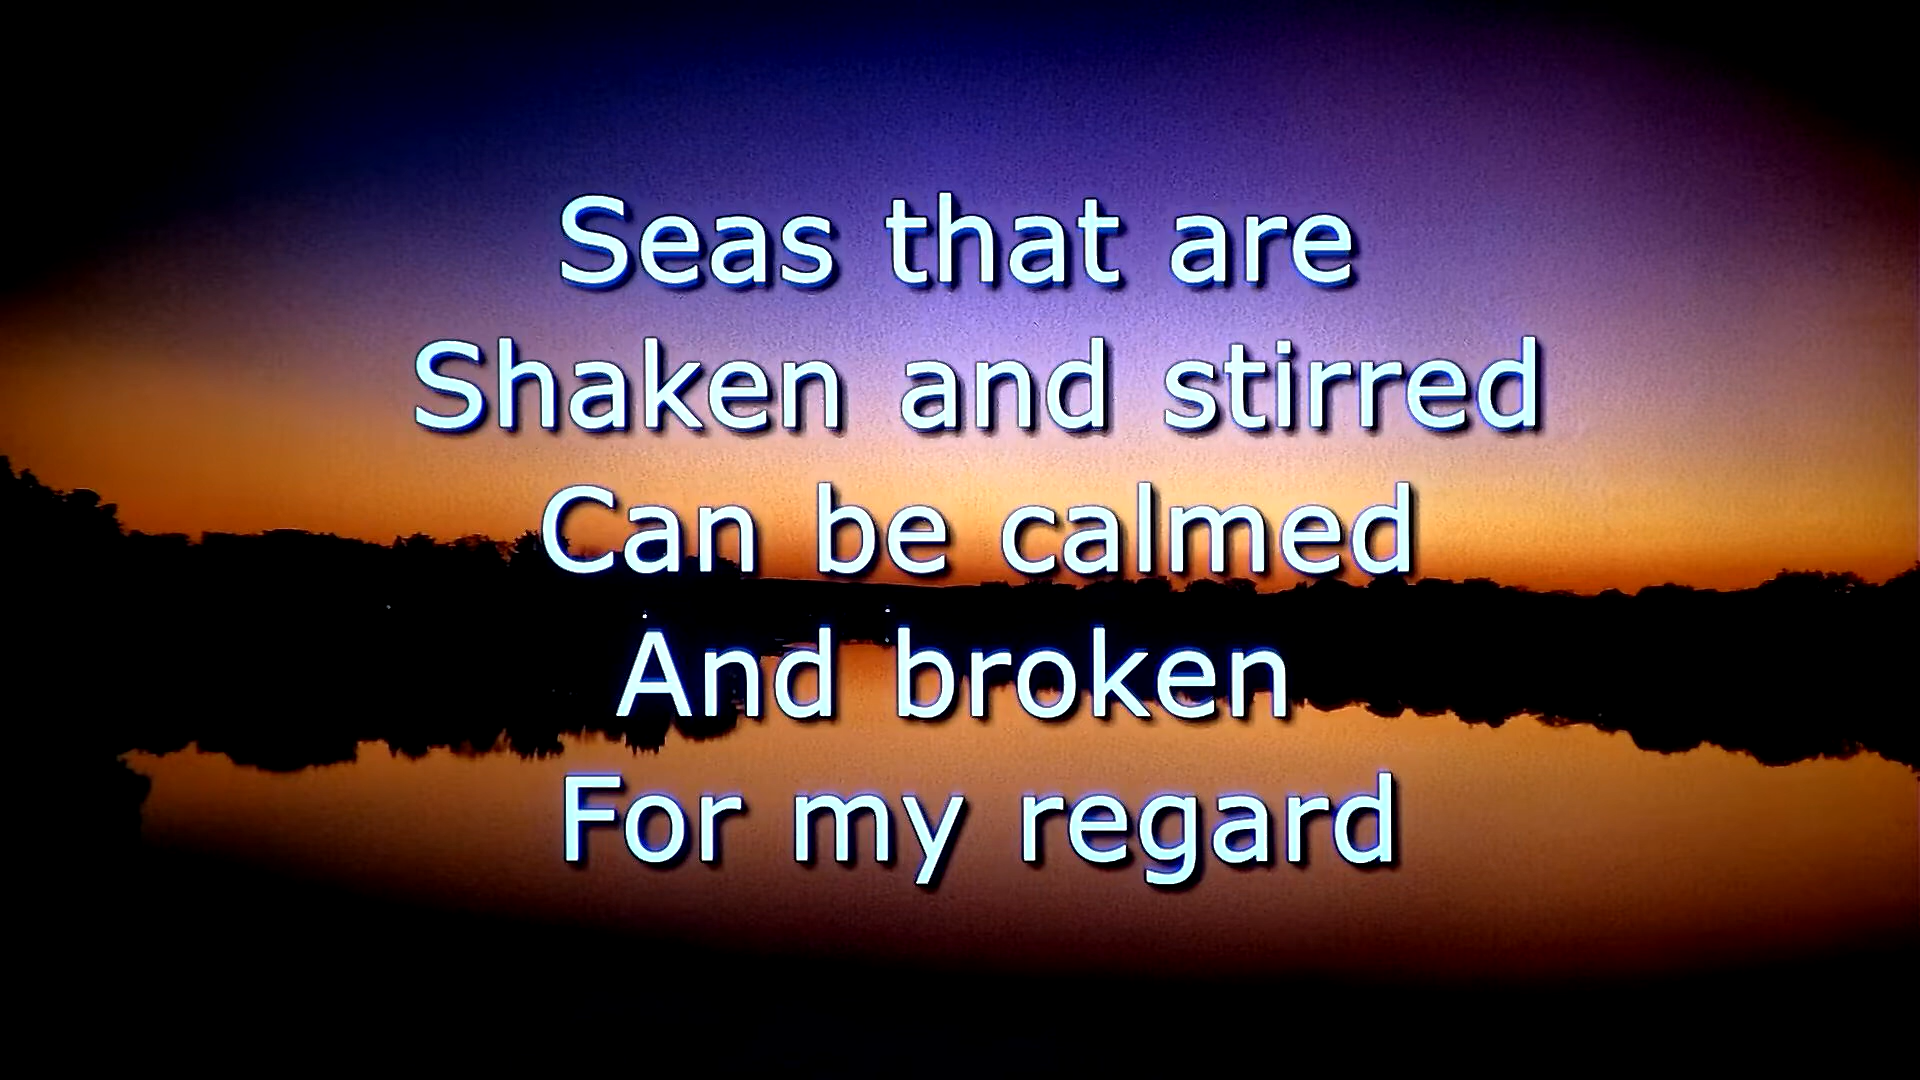 Seas that are
Shaken and stirred
Can be calmed
And broken
For my regard